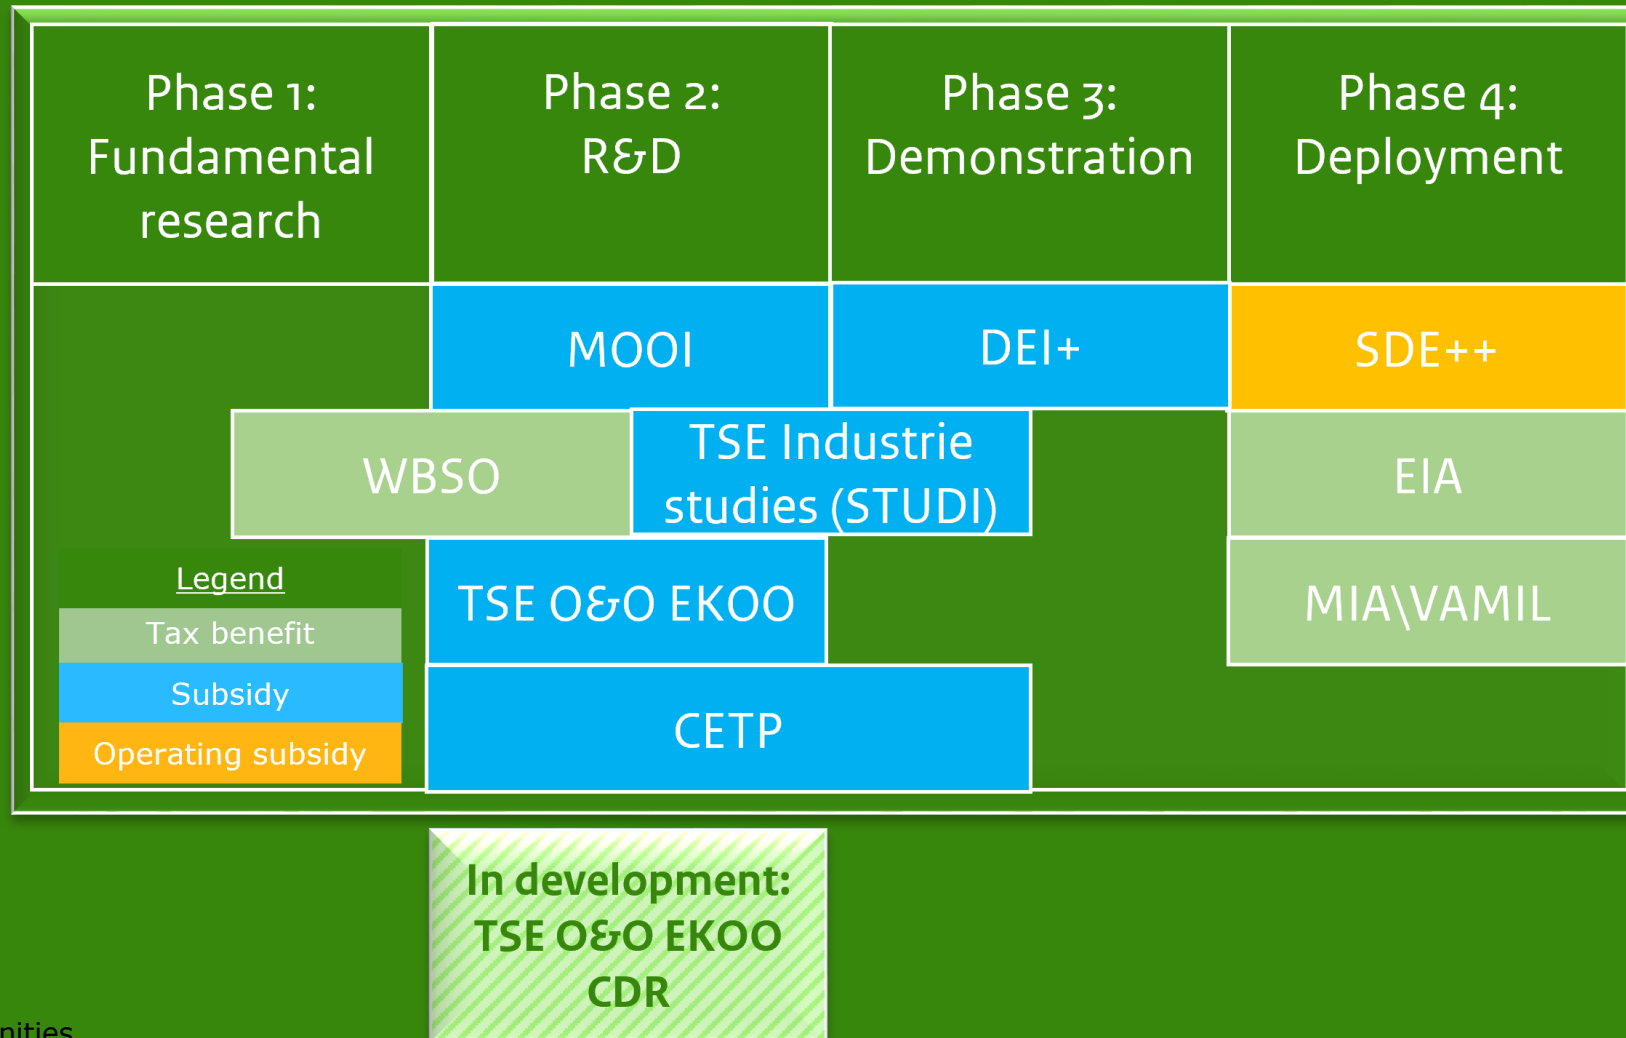 Phase 1:
Fundamental
research
Phase 2:
R&D
Phase 3:
Demonstration
Phase 4:
Deployment
MOOI
DEI+
SDE++
WBSO
TSE Industrie
studies (STUDI)
EIA
TSE O&O EKOO
MIA\VAMIL
CETP
Legend
Tax benefit
Subsidy
Operating subsidy
In development:
TSE O&O EKOO
CDR